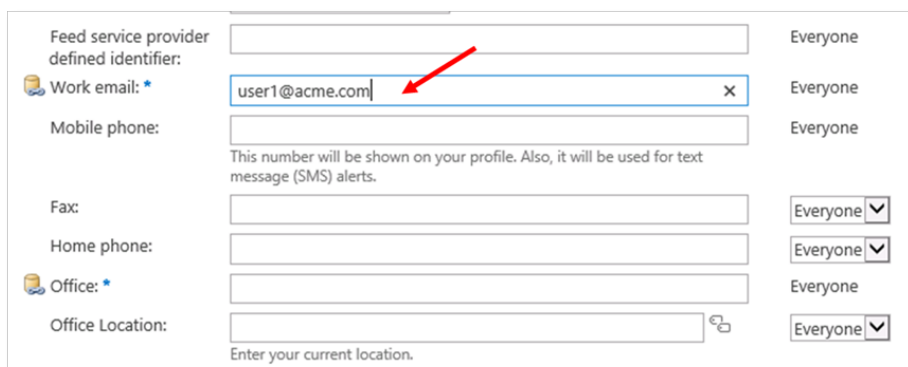 Feed service provider Everyone
defined identifier:
Work email: * user1@acme.com × Everyone
Mobile phone: Everyone
This number will be shown on your profile. Also, it will be used for text
message (SMS) alerts.
Fax: Everyone
Home phone: Everyone
Office: * Everyone
Office Location: Everyone
Enter your current location.